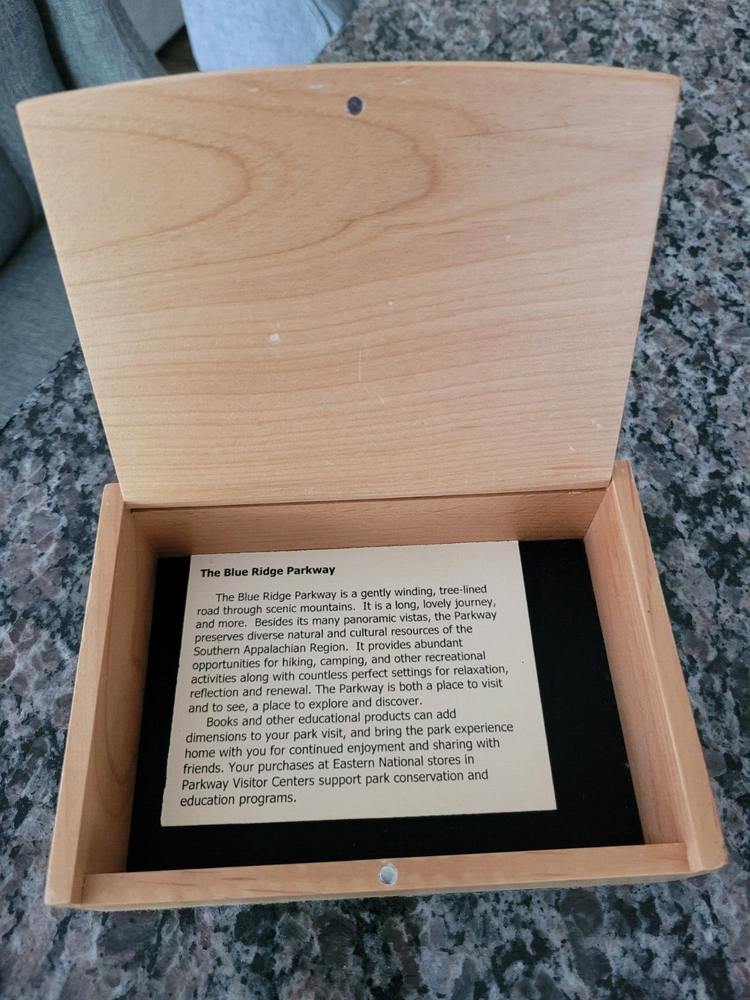 The Blue Ridge Parkway
The Blue Ridge Parkway is a gently winding, tree-lined
road through scenic mountains. It is a long, lovely journey,
and more. Besides its many panoramic vistas, the Parkway
preserves diverse natural and cultural resources of the
Southern Appalachian Region. It provides abundant
opportunities for hiking, camping, and other recreational
activities along with countless perfect settings for relaxation,
reflection and renewal. The Parkway is both a place to visit
and to see, a place to explore and discover.
Books and other educational products can add
dimensions to your park visit, and bring the park experience
home with you for continued enjoyment and sharing with
friends. Your purchases at Eastern National stores in
Parkway Visitor Centers support park conservation and
education programs.